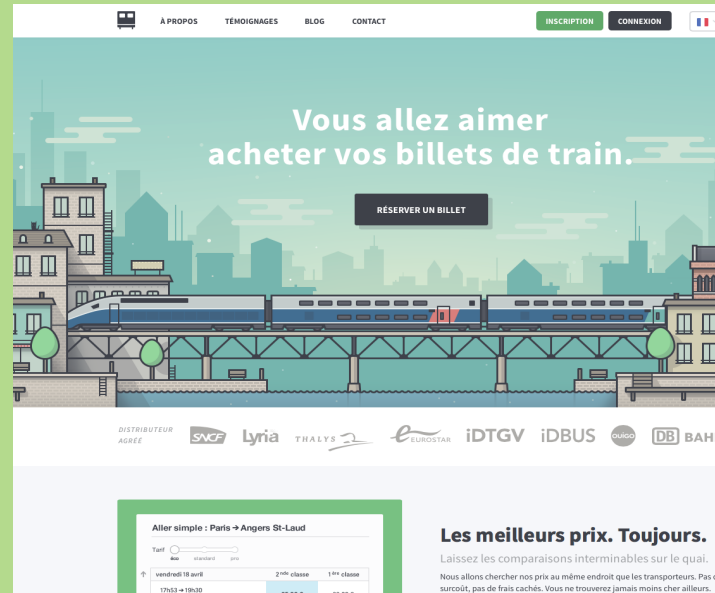 À PROPOS TÉMOIGNAGES BLOG CONTACT INSCRIPTION CONNEXION
Vous allez aimer
acheter vos billets de train.
RÉSERVER UN BILLET
DISTRIBUTEUR
AGRÉÉ
SNCF Lyria THALYS EUROSTAR iDTGV iDBUS OUIGO DB BAH
Aller simple : Paris → Angers St-Laud
Tarif
éco standard pro
vendredi 18 avril 2nde classe 1ère classe
17h53 → 19h30
Les meilleurs prix. Toujours.
Laissez les comparaisons interminables sur le quai.
Nous allons chercher nos prix au même endroit que les transporteurs. Pas
surcoût, pas de frais cachés. Vous ne trouverez jamais moins cher ailleurs.